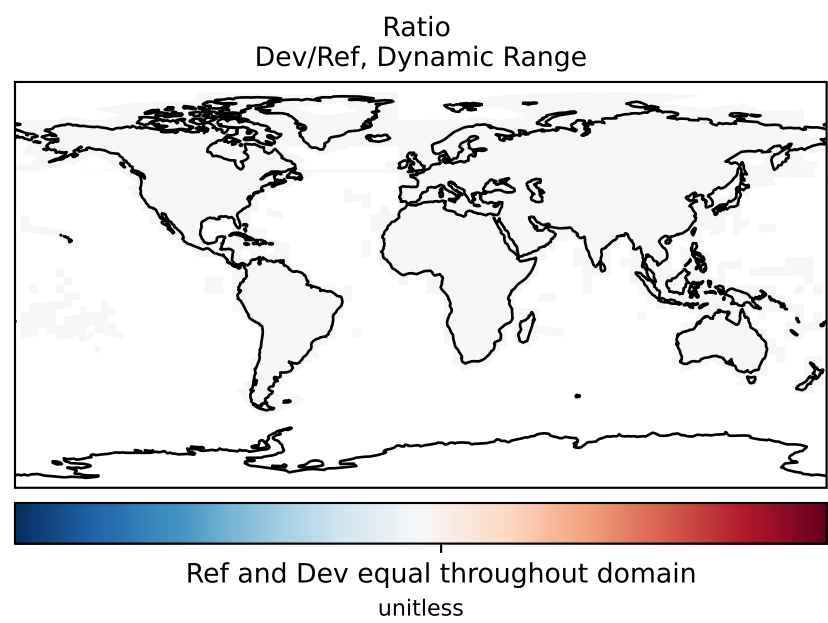 Ratio
Dev/Ref, Dynamic Range
Ref and Dev equal throughout domain
unitless